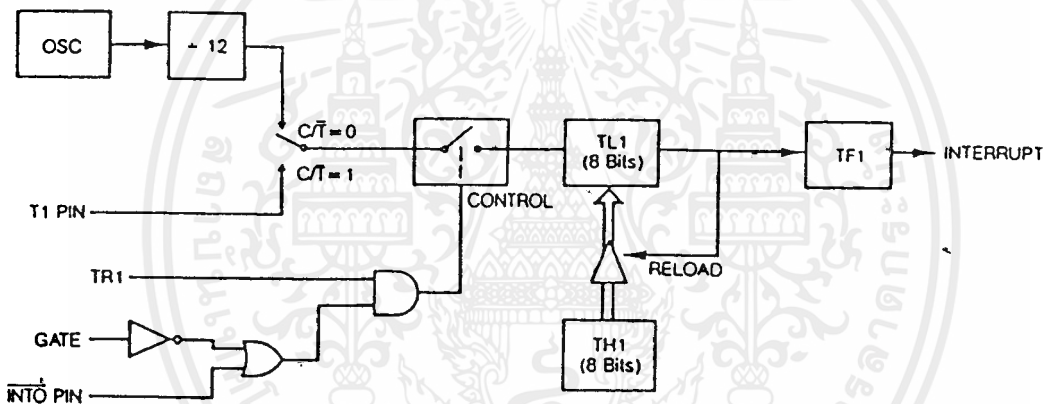 OSC
÷ 12
C/T̅=0
C/T̅=1
T1 PIN
CONTROL
TL1
(8 Bits)
TF1
INTERRUPT
TR1
RELOAD
GATE
I̅N̅T̅0̅ PIN
TH1
(8 Bits)